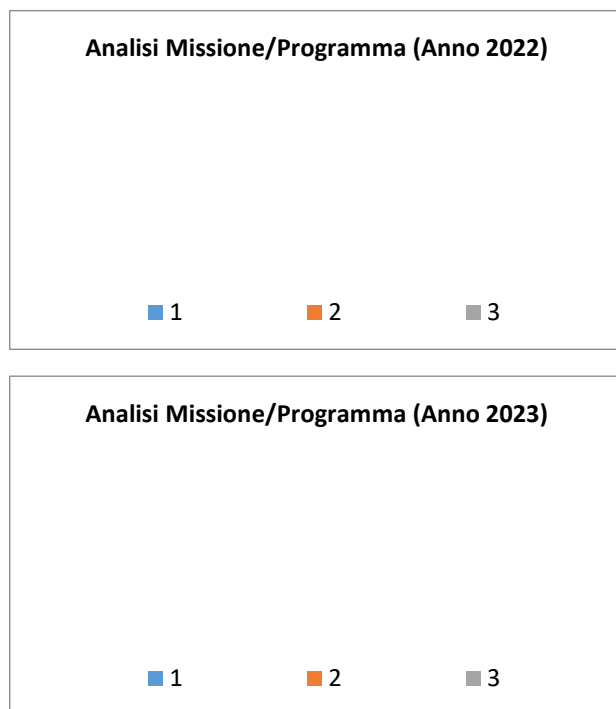 Analisi Missione/Programma (Anno 2022)
1 2 3
Analisi Missione/Programma (Anno 2023)
1 2 3